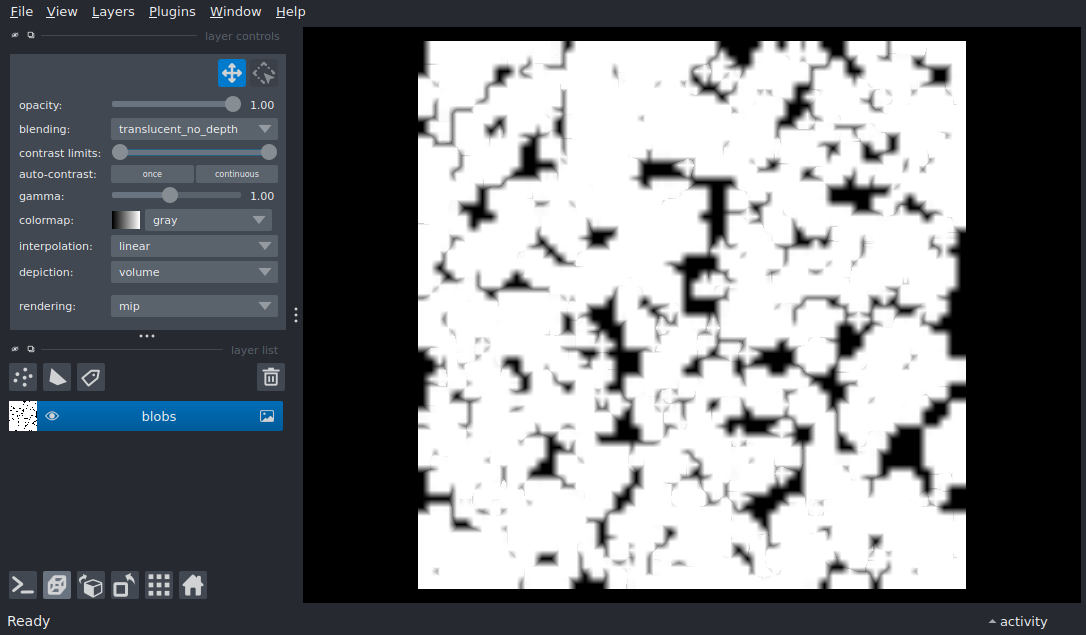 File View Layers Plugins Window Help
layer controls
opacity: 1.00
blending: translucent_no_depth
contrast limits:
auto-contrast: once continuous
gamma: 1.00
colormap: gray
interpolation: linear
depiction: volume
rendering: mip
layer list
blobs
Ready activity